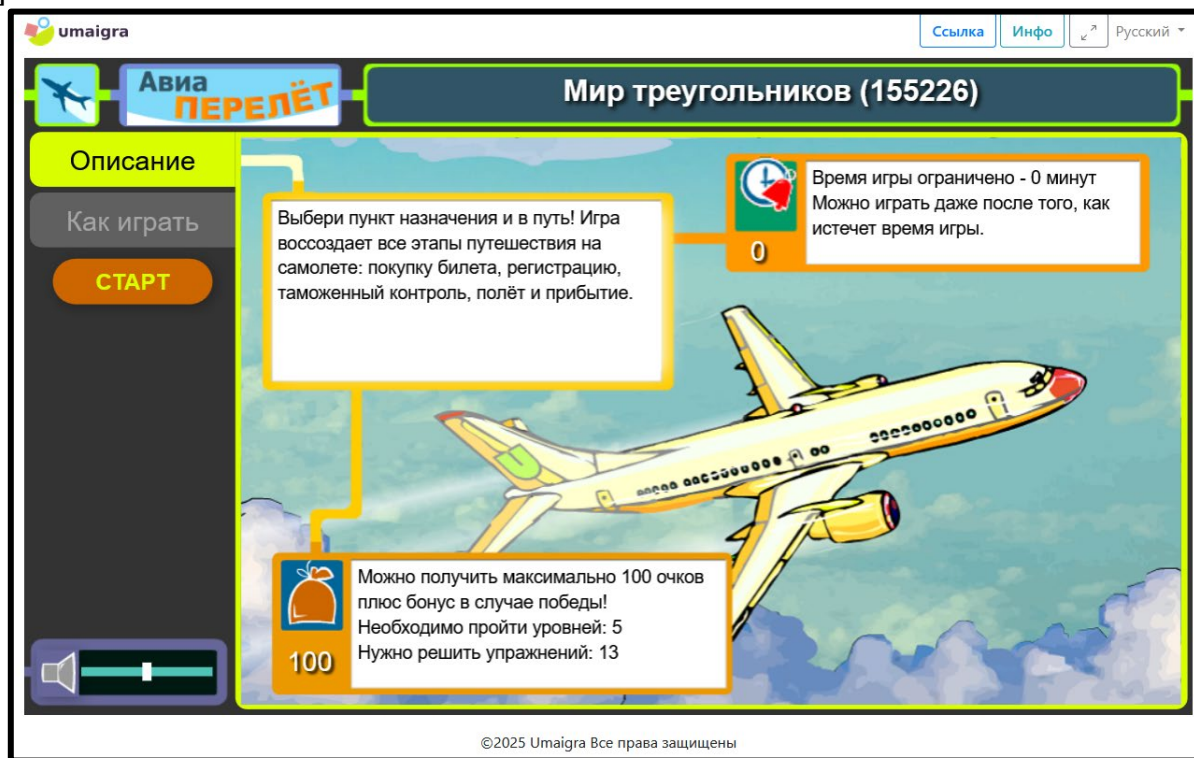 umaigra
Ссылка
Инфо
Русский
Авиа
ПЕРЕЛЁТ
Мир треугольников (155226)
Описание
Как играть
СТАРТ
Выбери пункт назначения и в путь! Игра
воссоздает все этапы путешествия на
самолете: покупку билета, регистрацию,
таможенный контроль, полёт и прибытие.
Время игры ограничено - 0 минут
Можно играть даже после того, как
истечет время игры.
0
Можно получить максимально 100 очков
плюс бонус в случае победы!
Необходимо пройти уровней: 5
Нужно решить упражнений: 13
100
©2025 Umaigra Все права защищены